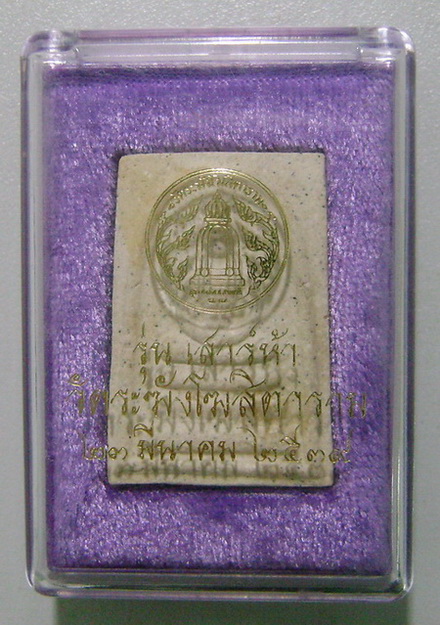 รุ่น เสาร์ห้า
วัดระฆังโฆสิตาราม
๒๓ มีนาคม ๒๕๓๙